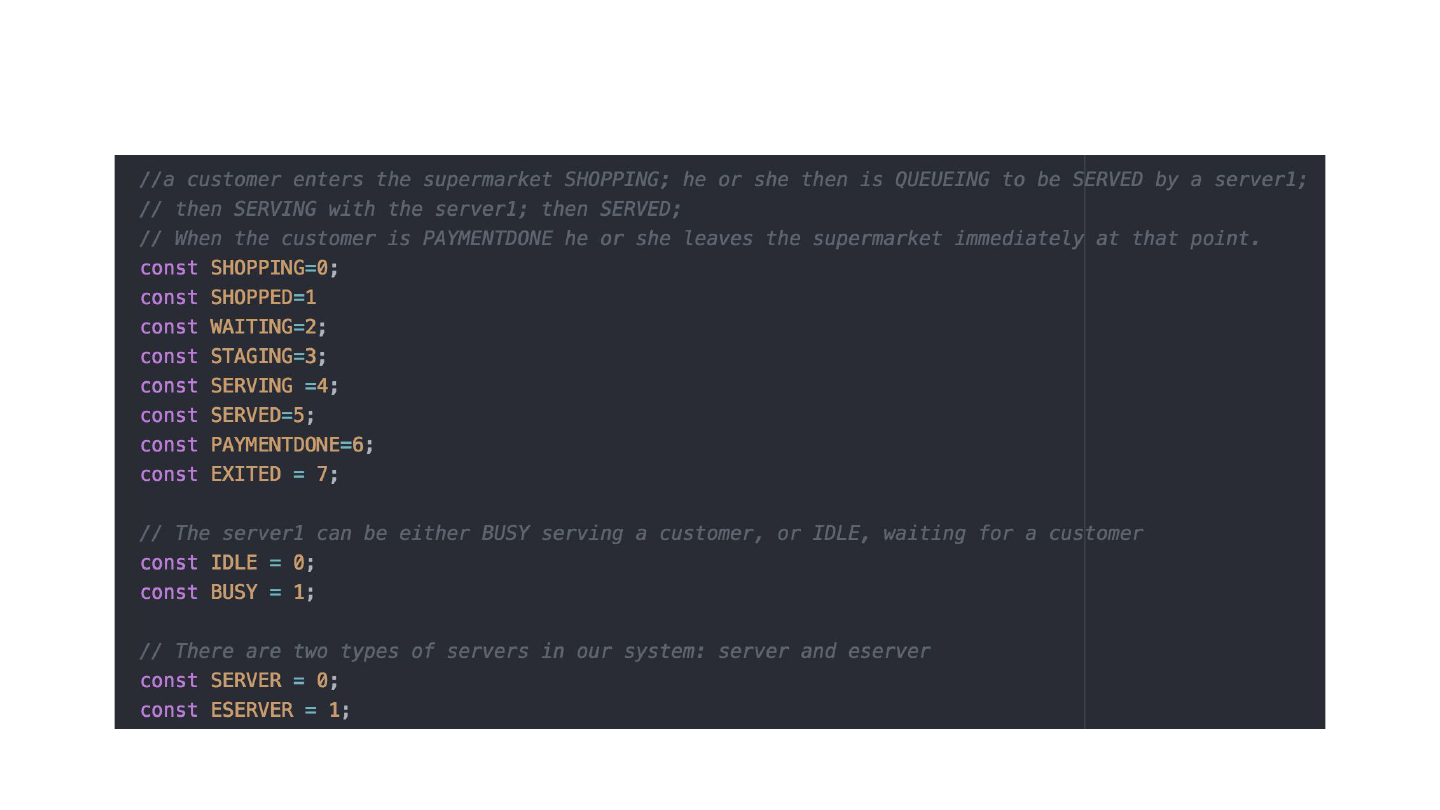 //a customer enters the supermarket SHOPPING; he or she then is QUEUEING to be SERVED by a server1;
// then SERVING with the server1; then SERVED;
// When the customer is PAYMENTDONE he or she leaves the supermarket immediately at that point.
const SHOPPING=0;
const SHOPPED=1
const WAITING=2;
const STAGING=3;
const SERVING =4;
const SERVED=5;
const PAYMENTDONE=6;
const EXITED = 7;
// The server1 can be either BUSY serving a customer, or IDLE, waiting for a customer
const IDLE = 0;
const BUSY = 1;
// There are two types of servers in our system: server and eserver
const SERVER = 0;
const ESERVER = 1;